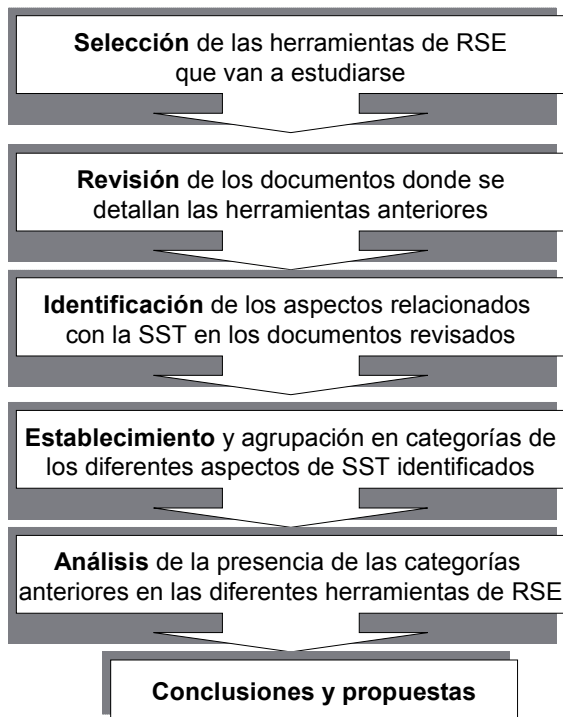 Selección de las herramientas de RSE
que van a estudiarse
Revisión de los documentos donde se
detallan las herramientas anteriores
Identificación de los aspectos relacionados
con la SST en los documentos revisados
Establecimiento y agrupación en categorías de
los diferentes aspectos de SST identificados
Análisis de la presencia de las categorías
anteriores en las diferentes herramientas de RSE
Conclusiones y propuestas